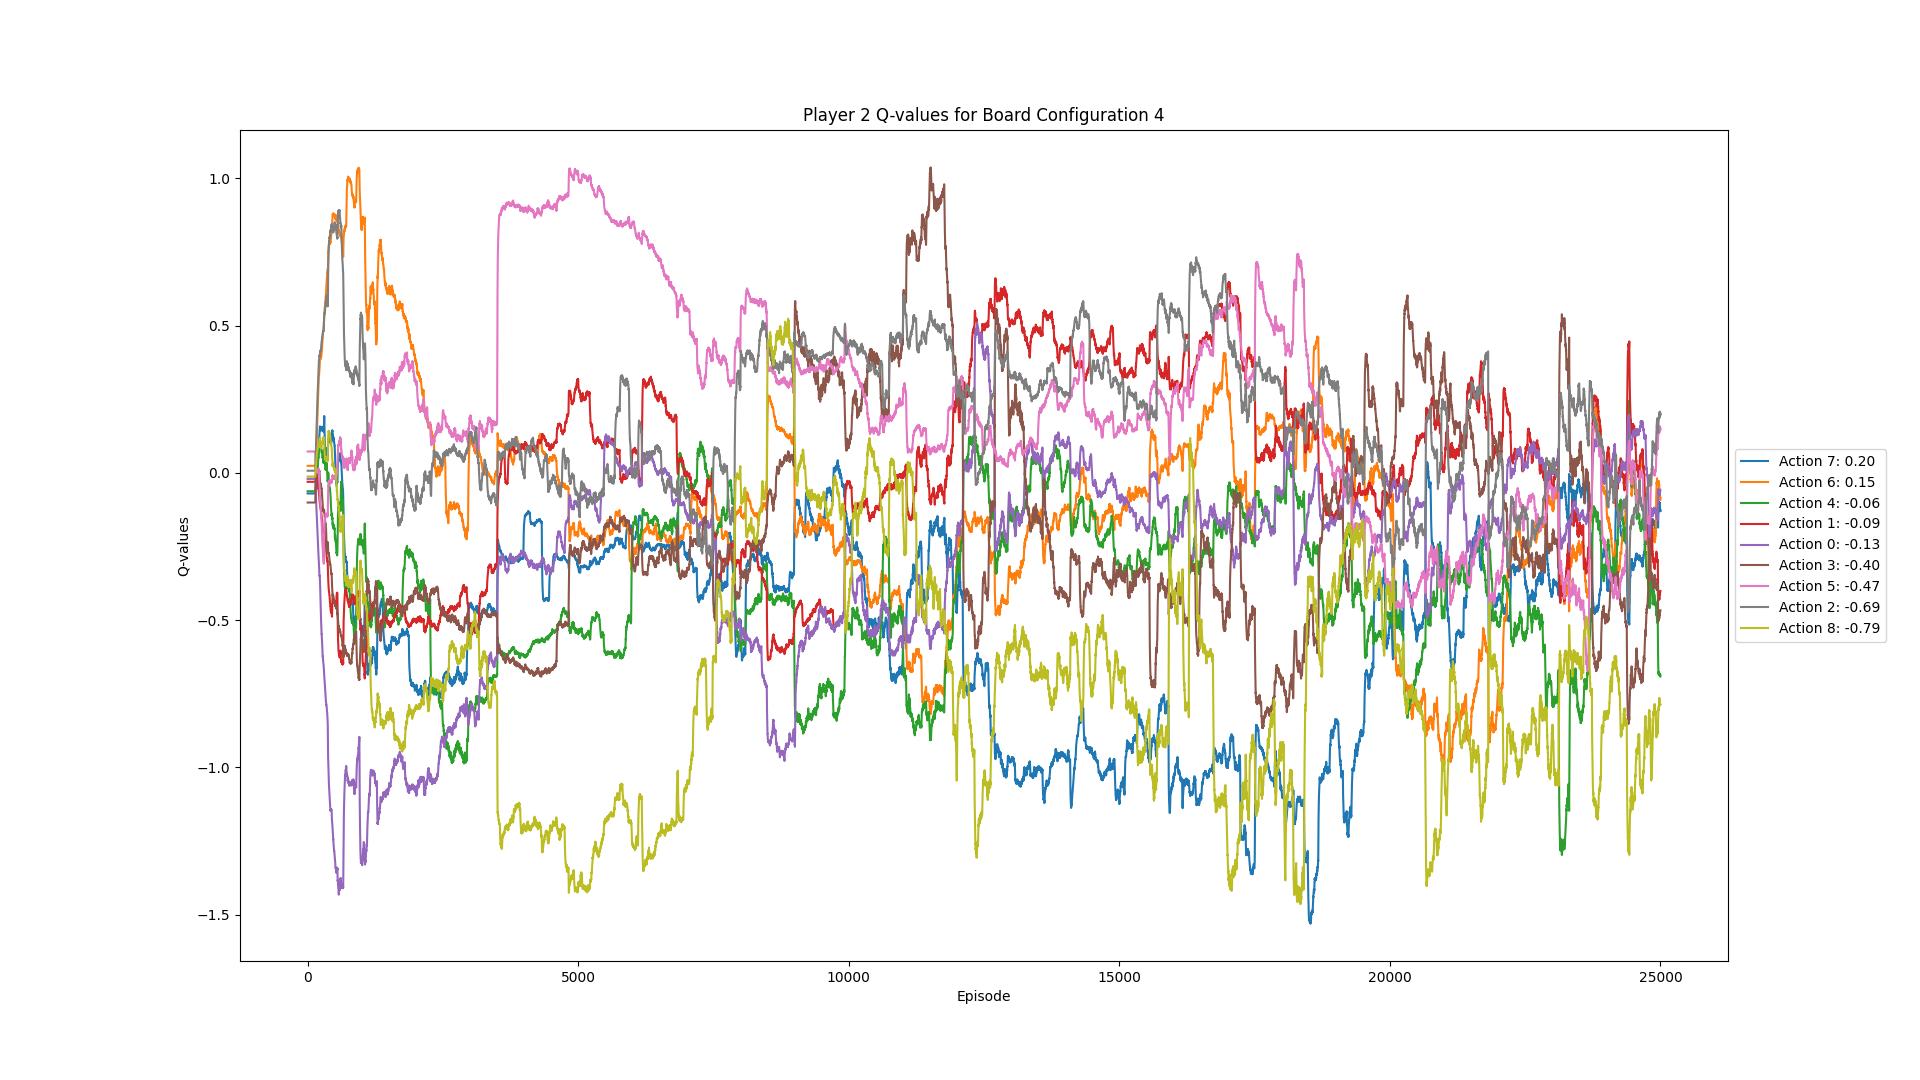 Player 2 Q-values for Board Configuration 4
1.0
0.5
0.0
−0.5
−1.0
−1.5
Q-values
0
5000
10000
15000
20000
25000
Episode
Action 7: 0.20
Action 6: 0.15
Action 4: -0.06
Action 1: -0.09
Action 0: -0.13
Action 3: -0.40
Action 5: -0.47
Action 2: -0.69
Action 8: -0.79